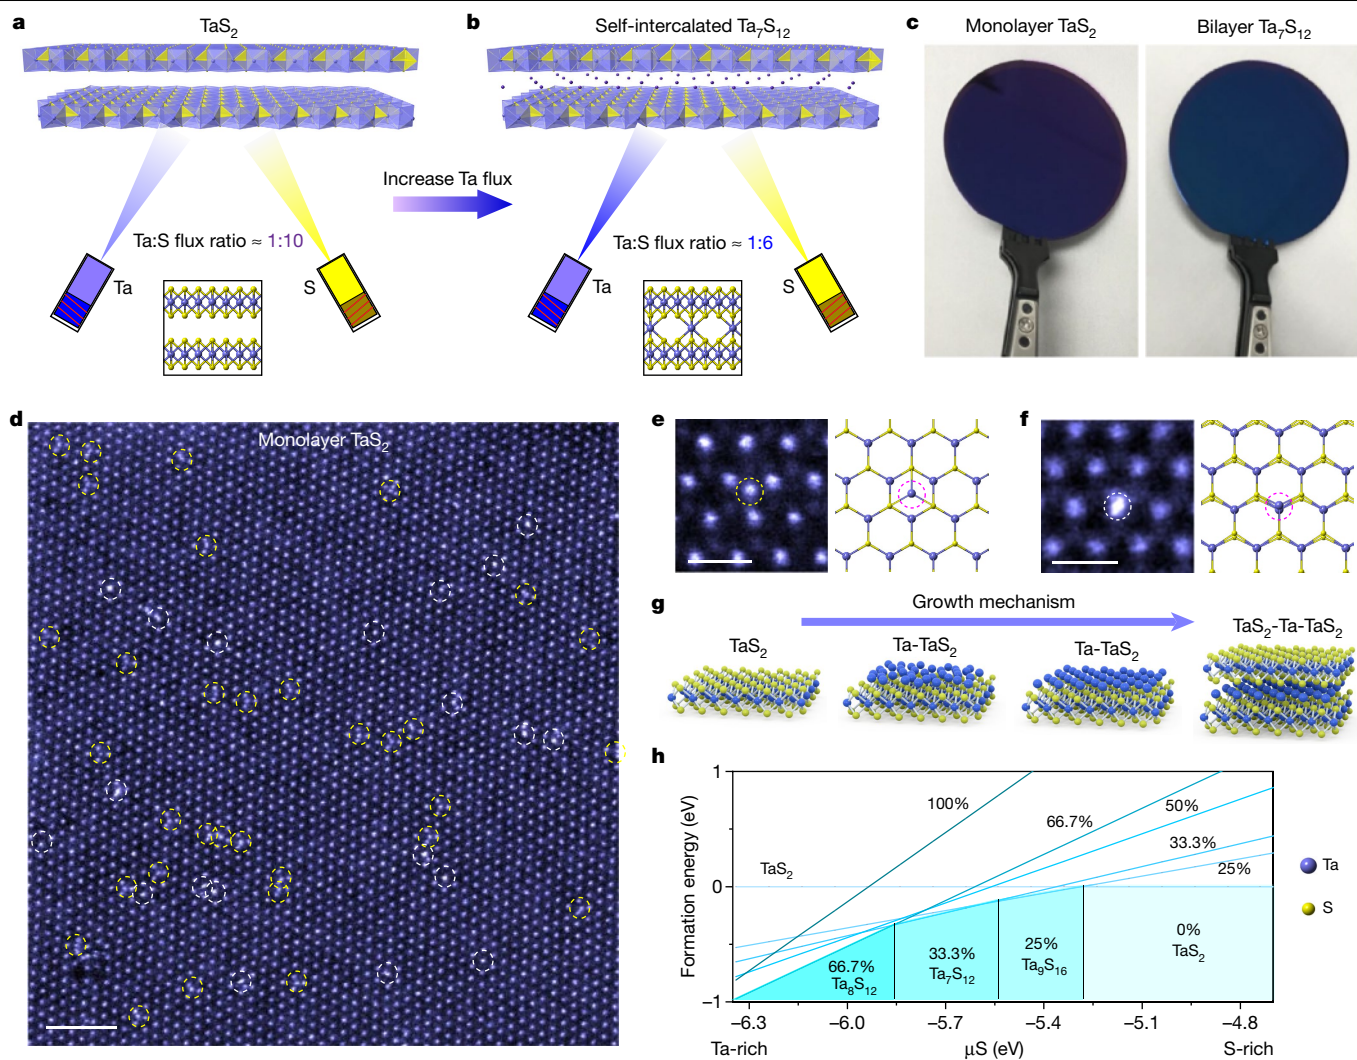 a
TaS2
b
Self-intercalated Ta7S12
c
Monolayer TaS2
Bilayer Ta7S12
Increase Ta flux
Ta:S flux ratio ≈ 1:10
Ta:S flux ratio ≈ 1:6
Ta
S
Ta
S
d
Monolayer TaS2
e
f
g
Growth mechanism
TaS2
Ta-TaS2
Ta-TaS2
TaS2-Ta-TaS2
h
Formation energy (eV)
1
0
–1
100%
66.7%
50%
33.3%
25%
TaS2
66.7%
Ta8S12
33.3%
Ta7S12
25%
Ta9S16
0%
TaS2
Ta
S
–6.3
–6.0
–5.7
–5.4
–5.1
–4.8
Ta-rich
µS (eV)
S-rich